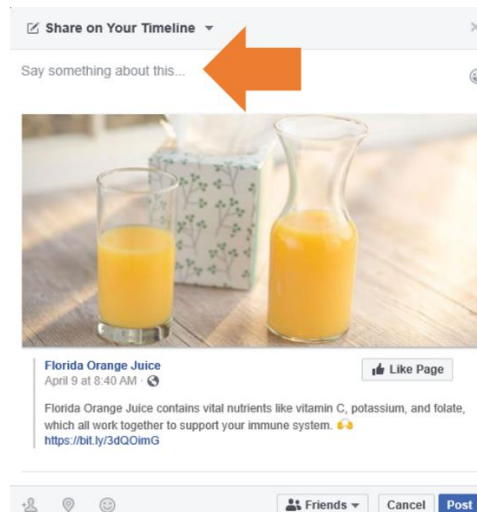 Share on Your Timeline
Say something about this...
Florida Orange Juice
April 9 at 8:40 AM ·
Like Page
Florida Orange Juice contains vital nutrients like vitamin C, potassium, and folate,
which all work together to support your immune system. 🙌
https://bit.ly/3dQOimG
Friends
Cancel
Post